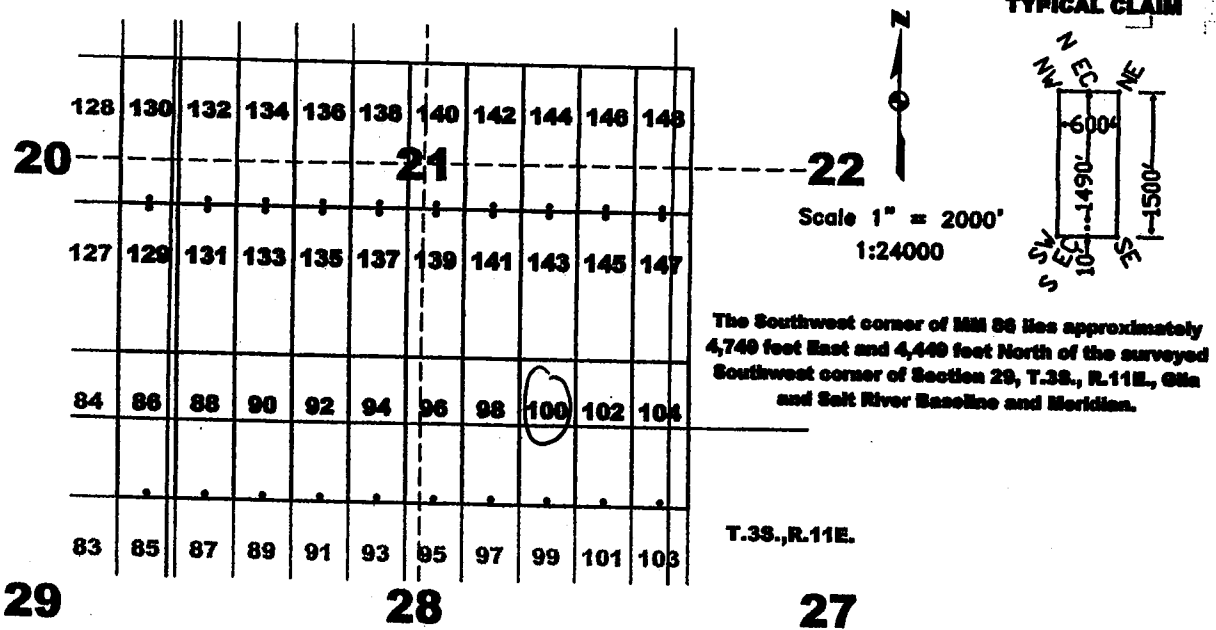 TYPICAL CLAIM
N
N EC
NW
NE
600'
1490'
1500'
10'
SW
S EC
SE
128 130 132 134 136 138 140 142 144 146 148
20
21
22
Scale 1" = 2000'
1:24000
127 129 131 133 135 137 139 141 143 145 147
The Southwest corner of MM 86 lies approximately
4,740 feet East and 4,440 feet North of the surveyed
Southwest corner of Section 29, T.3S., R.11E., Gila
and Salt River Baseline and Meridian.
84 86 88 90 92 94 96 98 100 102 104
T.3S.,R.11E.
83 85 87 89 91 93 95 97 99 101 103
29
28
27